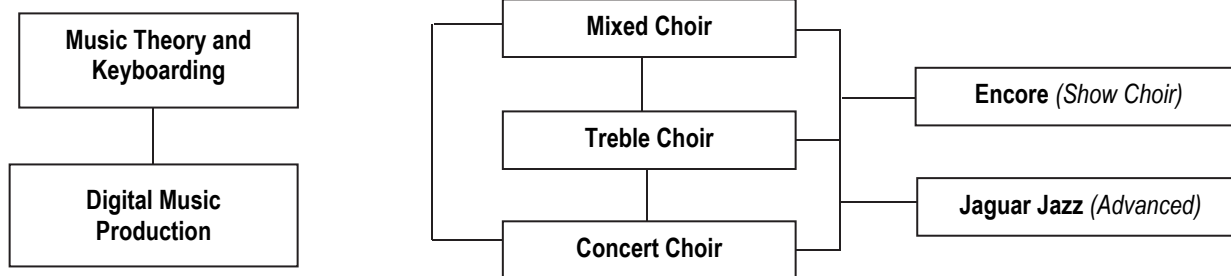 Music Theory and
Keyboarding
Digital Music
Production
Mixed Choir
Treble Choir
Concert Choir
Encore (Show Choir)
Jaguar Jazz (Advanced)